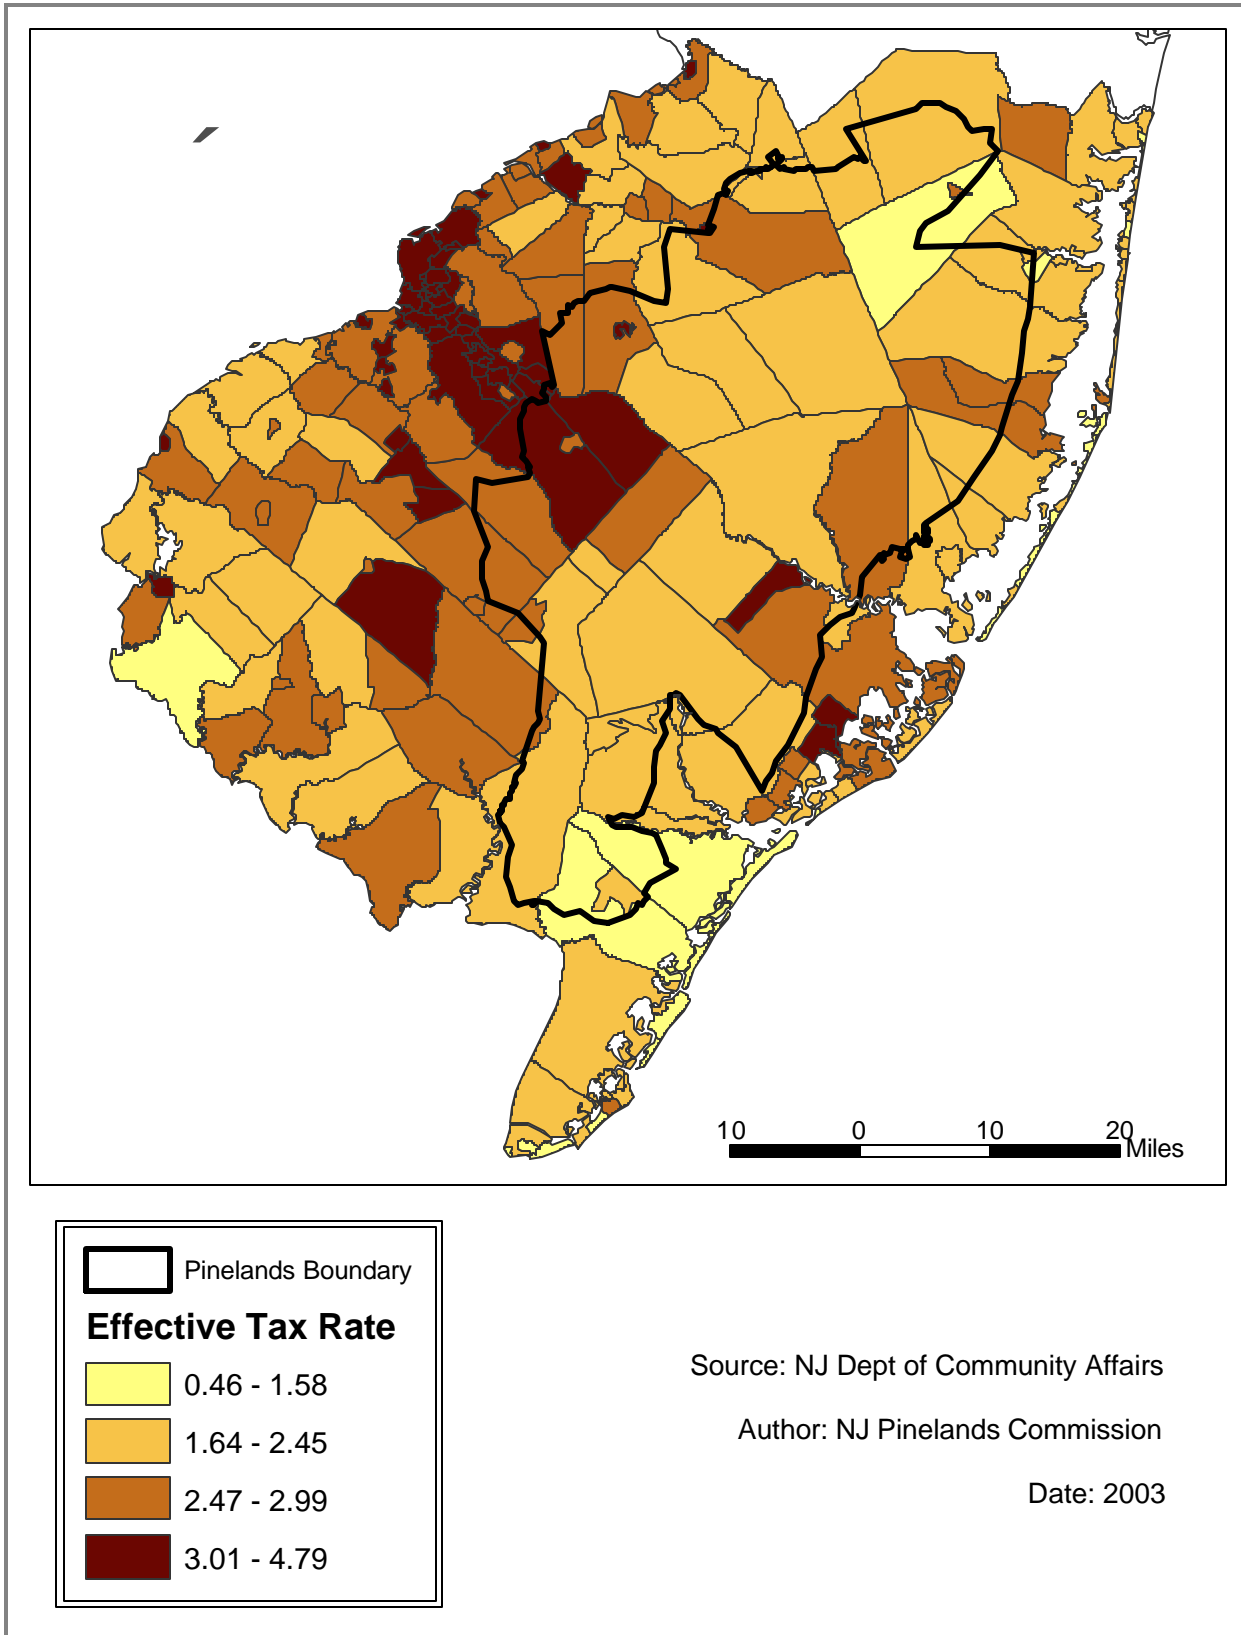 10 0 10 20 Miles
Pinelands Boundary
Effective Tax Rate
0.46 - 1.58
1.64 - 2.45
2.47 - 2.99
3.01 - 4.79
Source: NJ Dept of Community Affairs
Author: NJ Pinelands Commission
Date: 2003